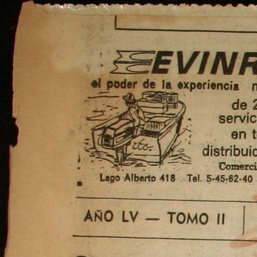 EVINR
el poder de la experiencia
de 2
servic
en t
distribuid
Comerci
Lago Alberto 418 Tel. 5-45-62-40
AÑO LV — TOMO II